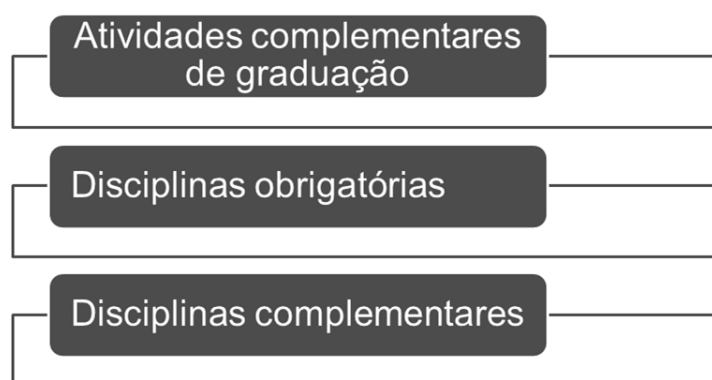 Atividades complementares
de graduação
Disciplinas obrigatórias
Disciplinas complementares